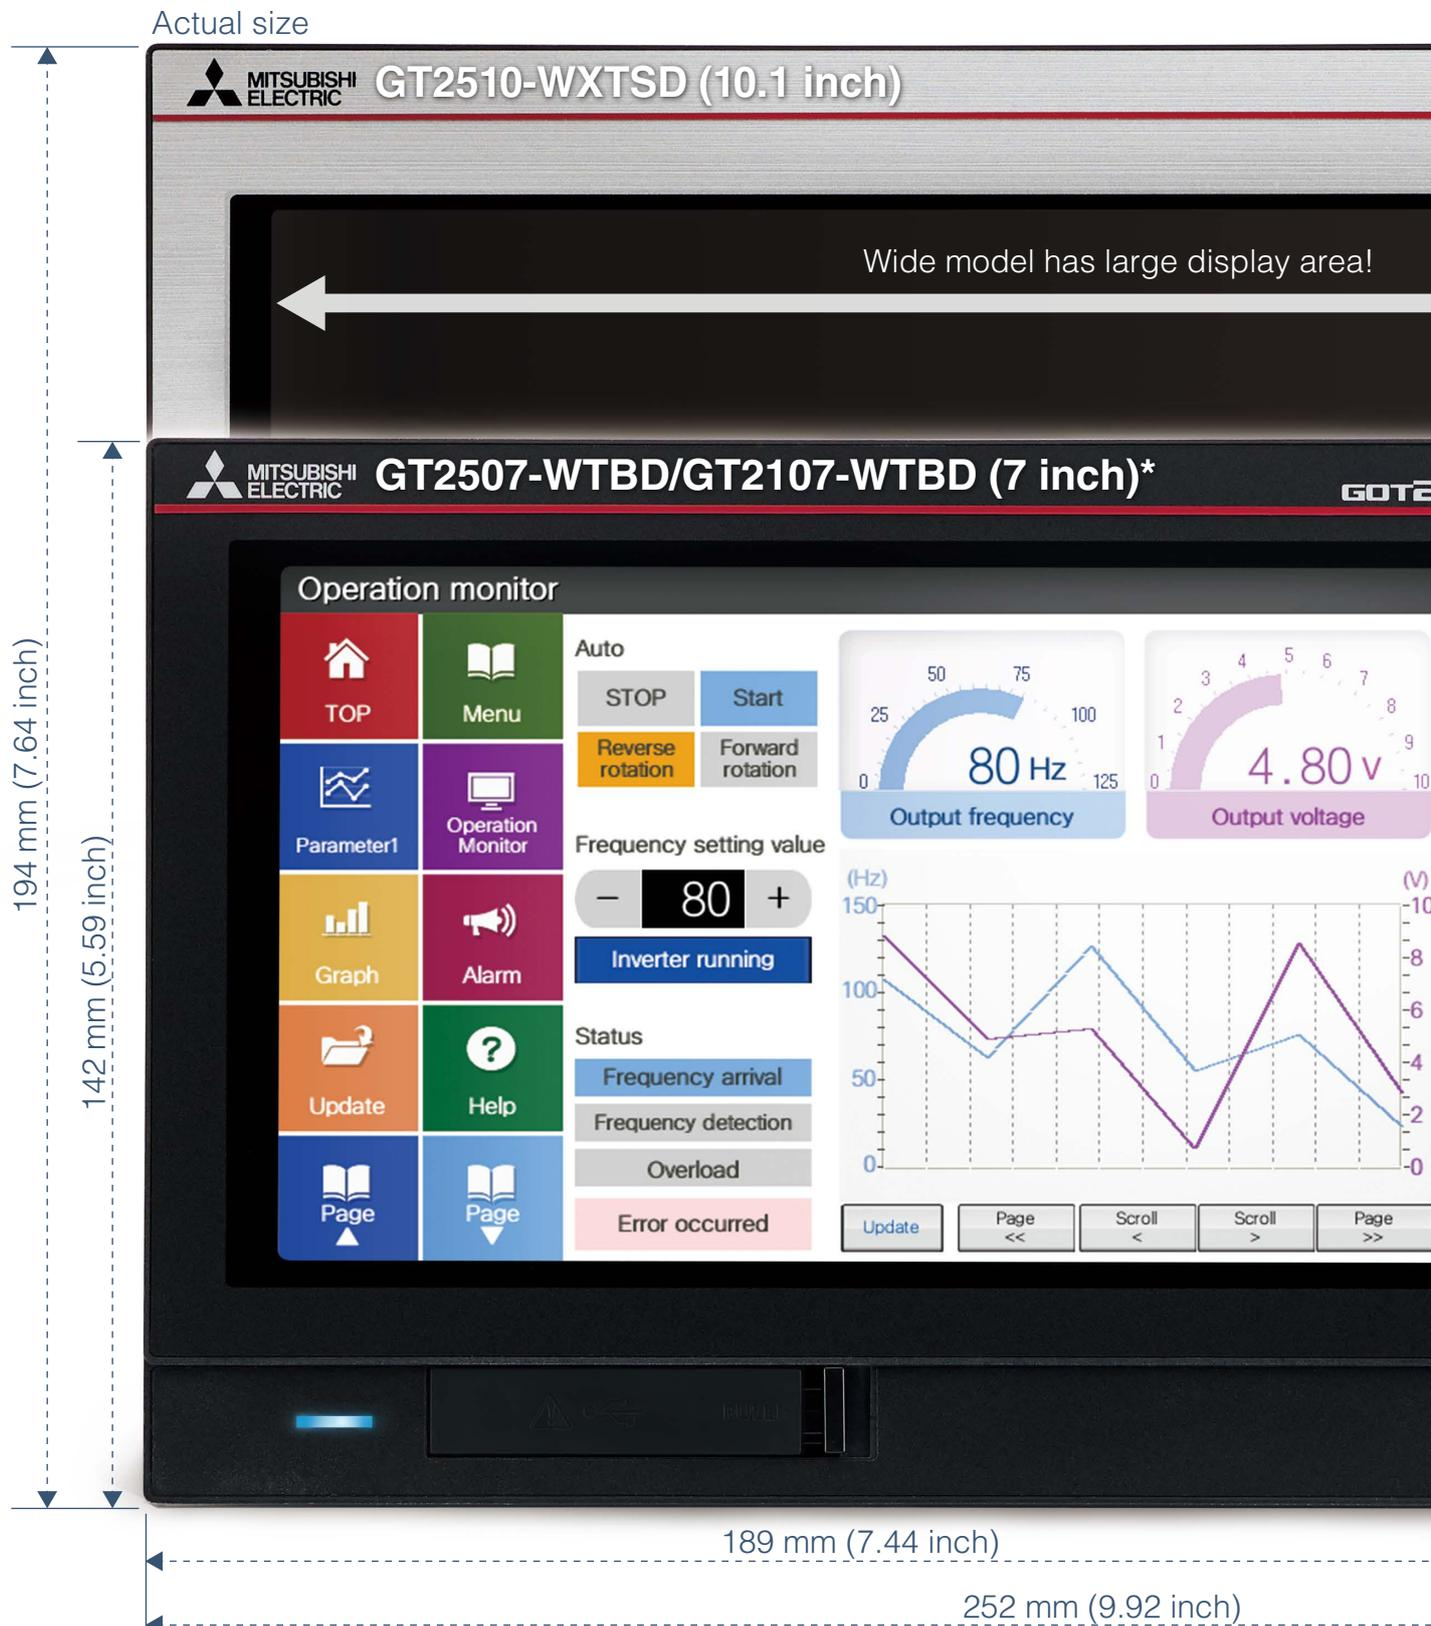 Actual size
MITSUBISHI
ELECTRIC
GT2510-WXTSD (10.1 inch)
Wide model has large display area!
194 mm (7.64 inch)
142 mm (5.59 inch)
MITSUBISHI
ELECTRIC
GT2507-WTBD/GT2107-WTBD (7 inch)*
GOT2
Operation monitor
TOP
Menu
Parameter1
Operation
Monitor
Graph
Alarm
Update
?
Help
Page
Page
Auto
STOP
Start
Reverse
rotation
Forward
rotation
Frequency setting value
− 80 +
Inverter running
Status
Frequency arrival
Frequency detection
Overload
Error occurred
0 25 50 75 100 125
80 Hz
Output frequency
0 1 2 3 4 5 6 7 8 9 10
4.80 V
Output voltage
(Hz)
150
100
50
0
(V)
10
8
6
4
2
0
Update
Page
<<
Scroll
<
Scroll
>
Page
>>
189 mm (7.44 inch)
252 mm (9.92 inch)